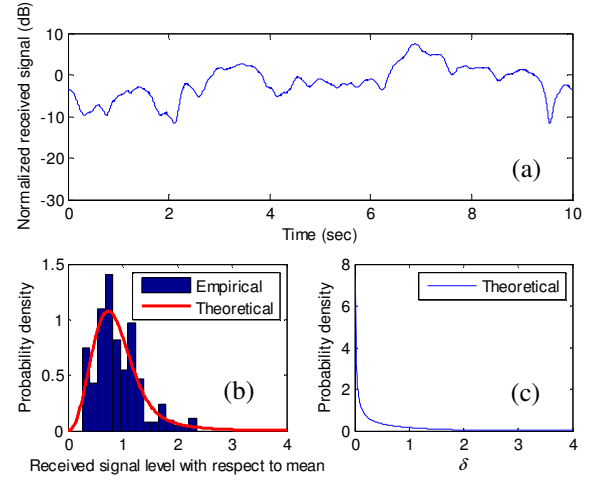 Normalized received signal (dB)
10
0
-10
-20
-30
0
2
4
6
8
10
Time (sec)
(a)
Probability density
1.5
1
0.5
0
0
1
2
3
4
Empirical
Theoretical
(b)
Received signal level with respect to mean
Probability density
8
6
4
2
0
0
1
2
3
4
Theoretical
(c)
δ